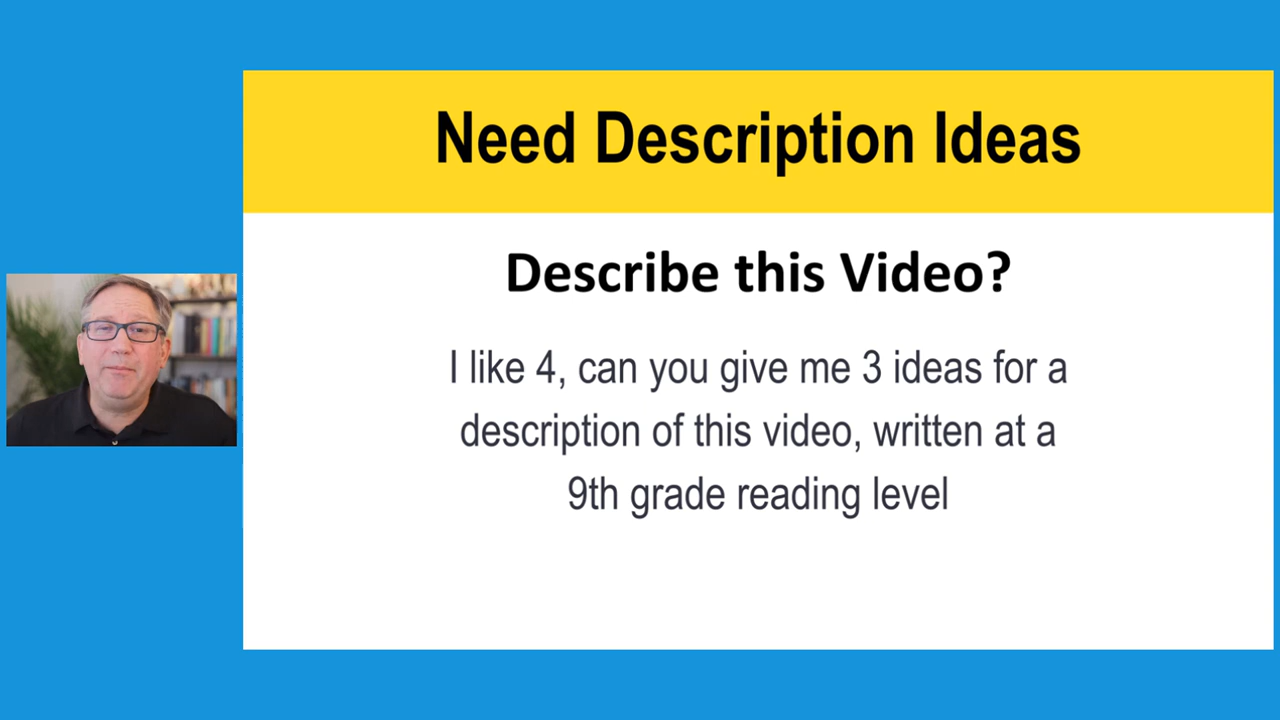 Need Description Ideas
Describe this Video?
I like 4, can you give me 3 ideas for a
description of this video, written at a
9th grade reading level